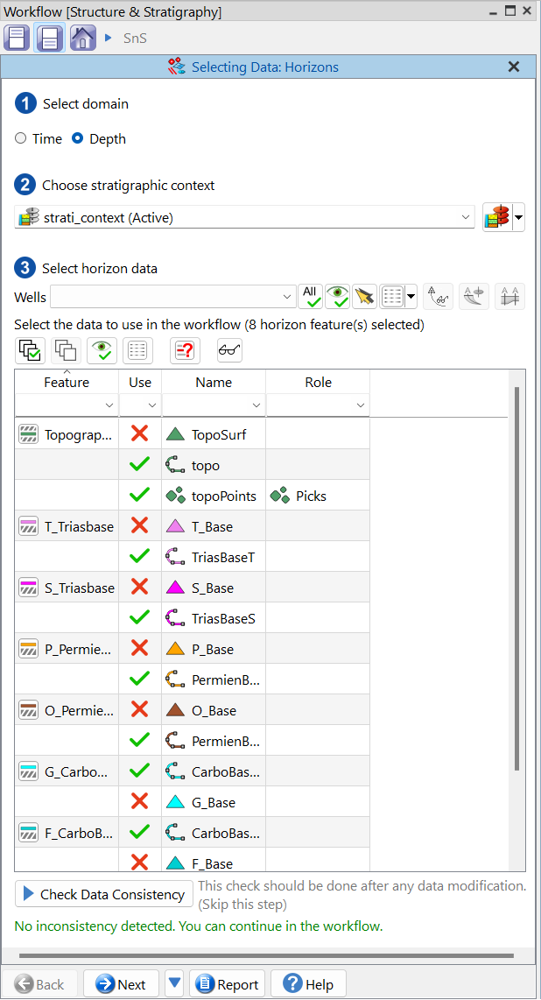 Workflow [Structure & Stratigraphy]
SnS
Selecting Data: Horizons
1 Select domain
Time Depth
2 Choose stratigraphic context
strati_context (Active)
3 Select horizon data
Wells All
Select the data to use in the workflow (8 horizon feature(s) selected)
Feature Use Name Role
Topograp... TopoSurf
topo
topoPoints Picks
T_Triasbase T_Base
TriasBaseT
S_Triasbase S_Base
TriasBaseS
P_Permie... P_Base
PermienB...
O_Permie... O_Base
PermienB...
G_Carbo... CarboBas...
G_Base
F_CarboB... CarboBas...
F_Base
Check Data Consistency This check should be done after any data modification.
(Skip this step)
No inconsistency detected. You can continue in the workflow.
Back Next Report Help